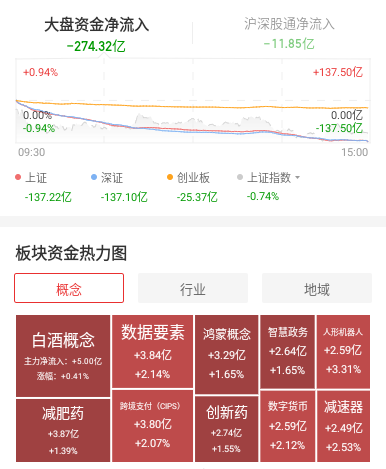 大盘资金净流入
沪深股通净流入
-274.32亿
-11.85亿
+0.94%
+137.50亿
0.00%
0.00亿
-0.94%
-137.50亿
09:30
15:00
上证
深证
创业板
上证指数
-137.22亿
-137.10亿
-25.37亿
-0.74%
板块资金热力图
概念
行业
地域
白酒概念
主力净流入：+5.00亿
涨幅：+0.41%
数据要素
+3.84亿
+2.14%
鸿蒙概念
+3.29亿
+1.65%
智慧政务
+2.64亿
+1.65%
人形机器人
+2.59亿
+3.31%
减肥药
+3.87亿
+1.39%
跨境支付（CIPS）
+3.80亿
+2.07%
创新药
+2.74亿
+1.55%
数字货币
+2.59亿
+2.12%
减速器
+2.49亿
+2.53%